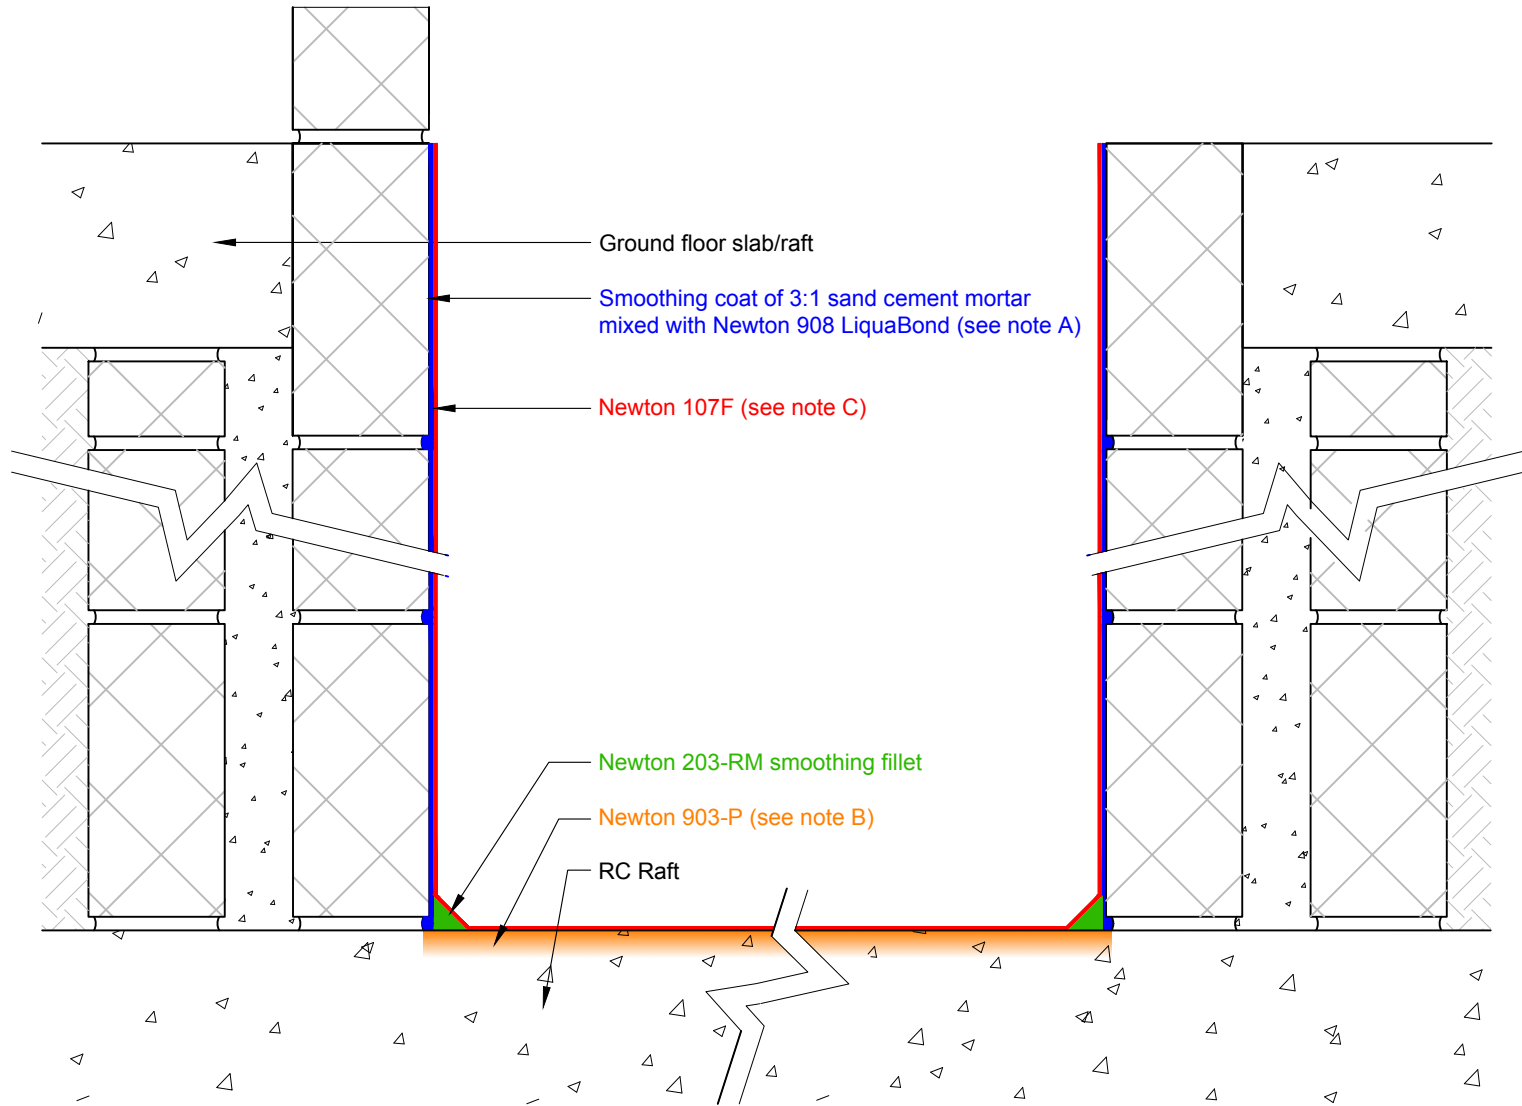 Ground floor slab/raft
Smoothing coat of 3:1 sand cement mortar
mixed with Newton 908 LiquaBond (see note A)
Newton 107F (see note C)
Newton 203-RM smoothing fillet
Newton 903-P (see note B)
RC Raft